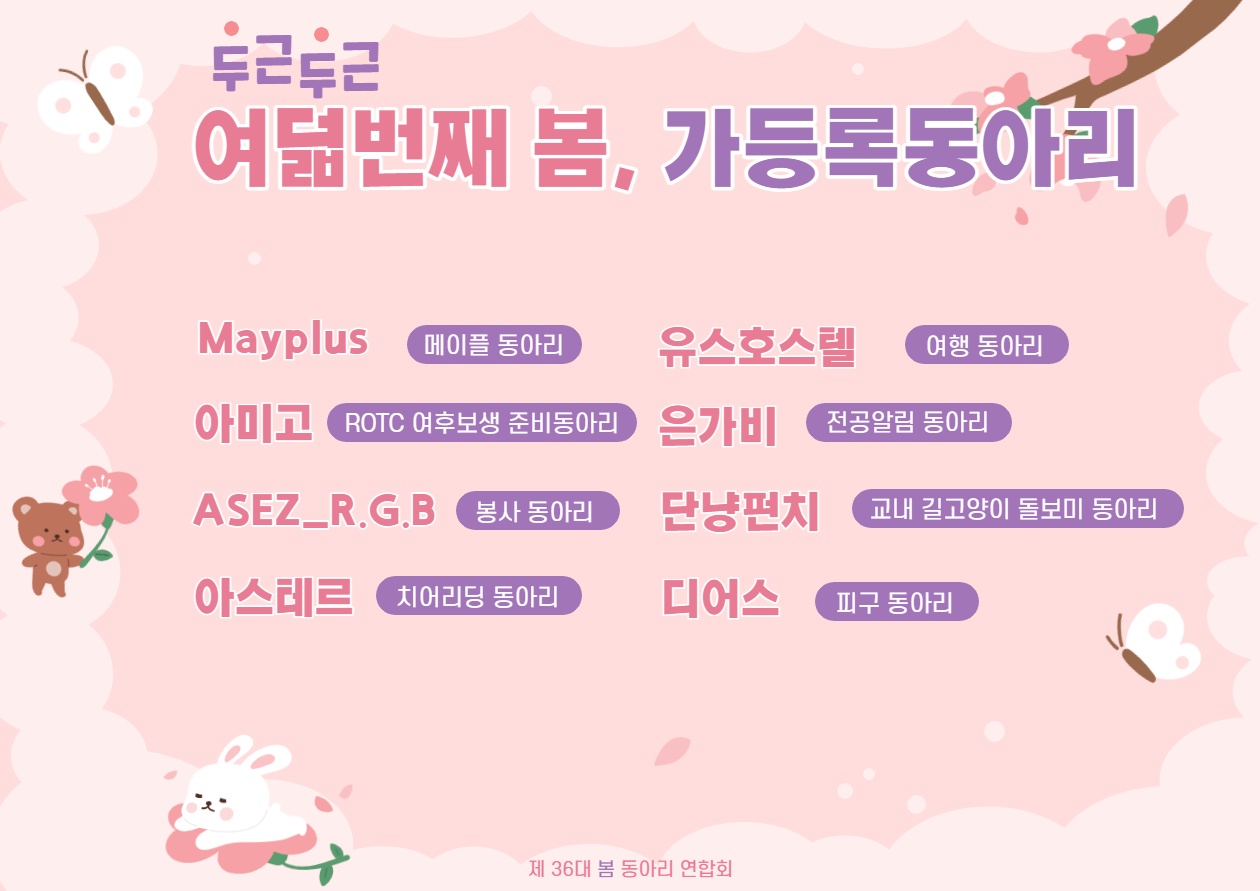 두근두근
여덟번째 봄, 가등록동아리
Mayplus 메이플 동아리
유스호스텔 여행 동아리
아미고 ROTC 여후보생 준비동아리
은가비 전공알림 동아리
ASEZ_R.G.B 봉사 동아리
단냥펀치 교내 길고양이 돌보미 동아리
아스테르 치어리딩 동아리
디어스 피구 동아리
제 36대 봄 동아리 연합회